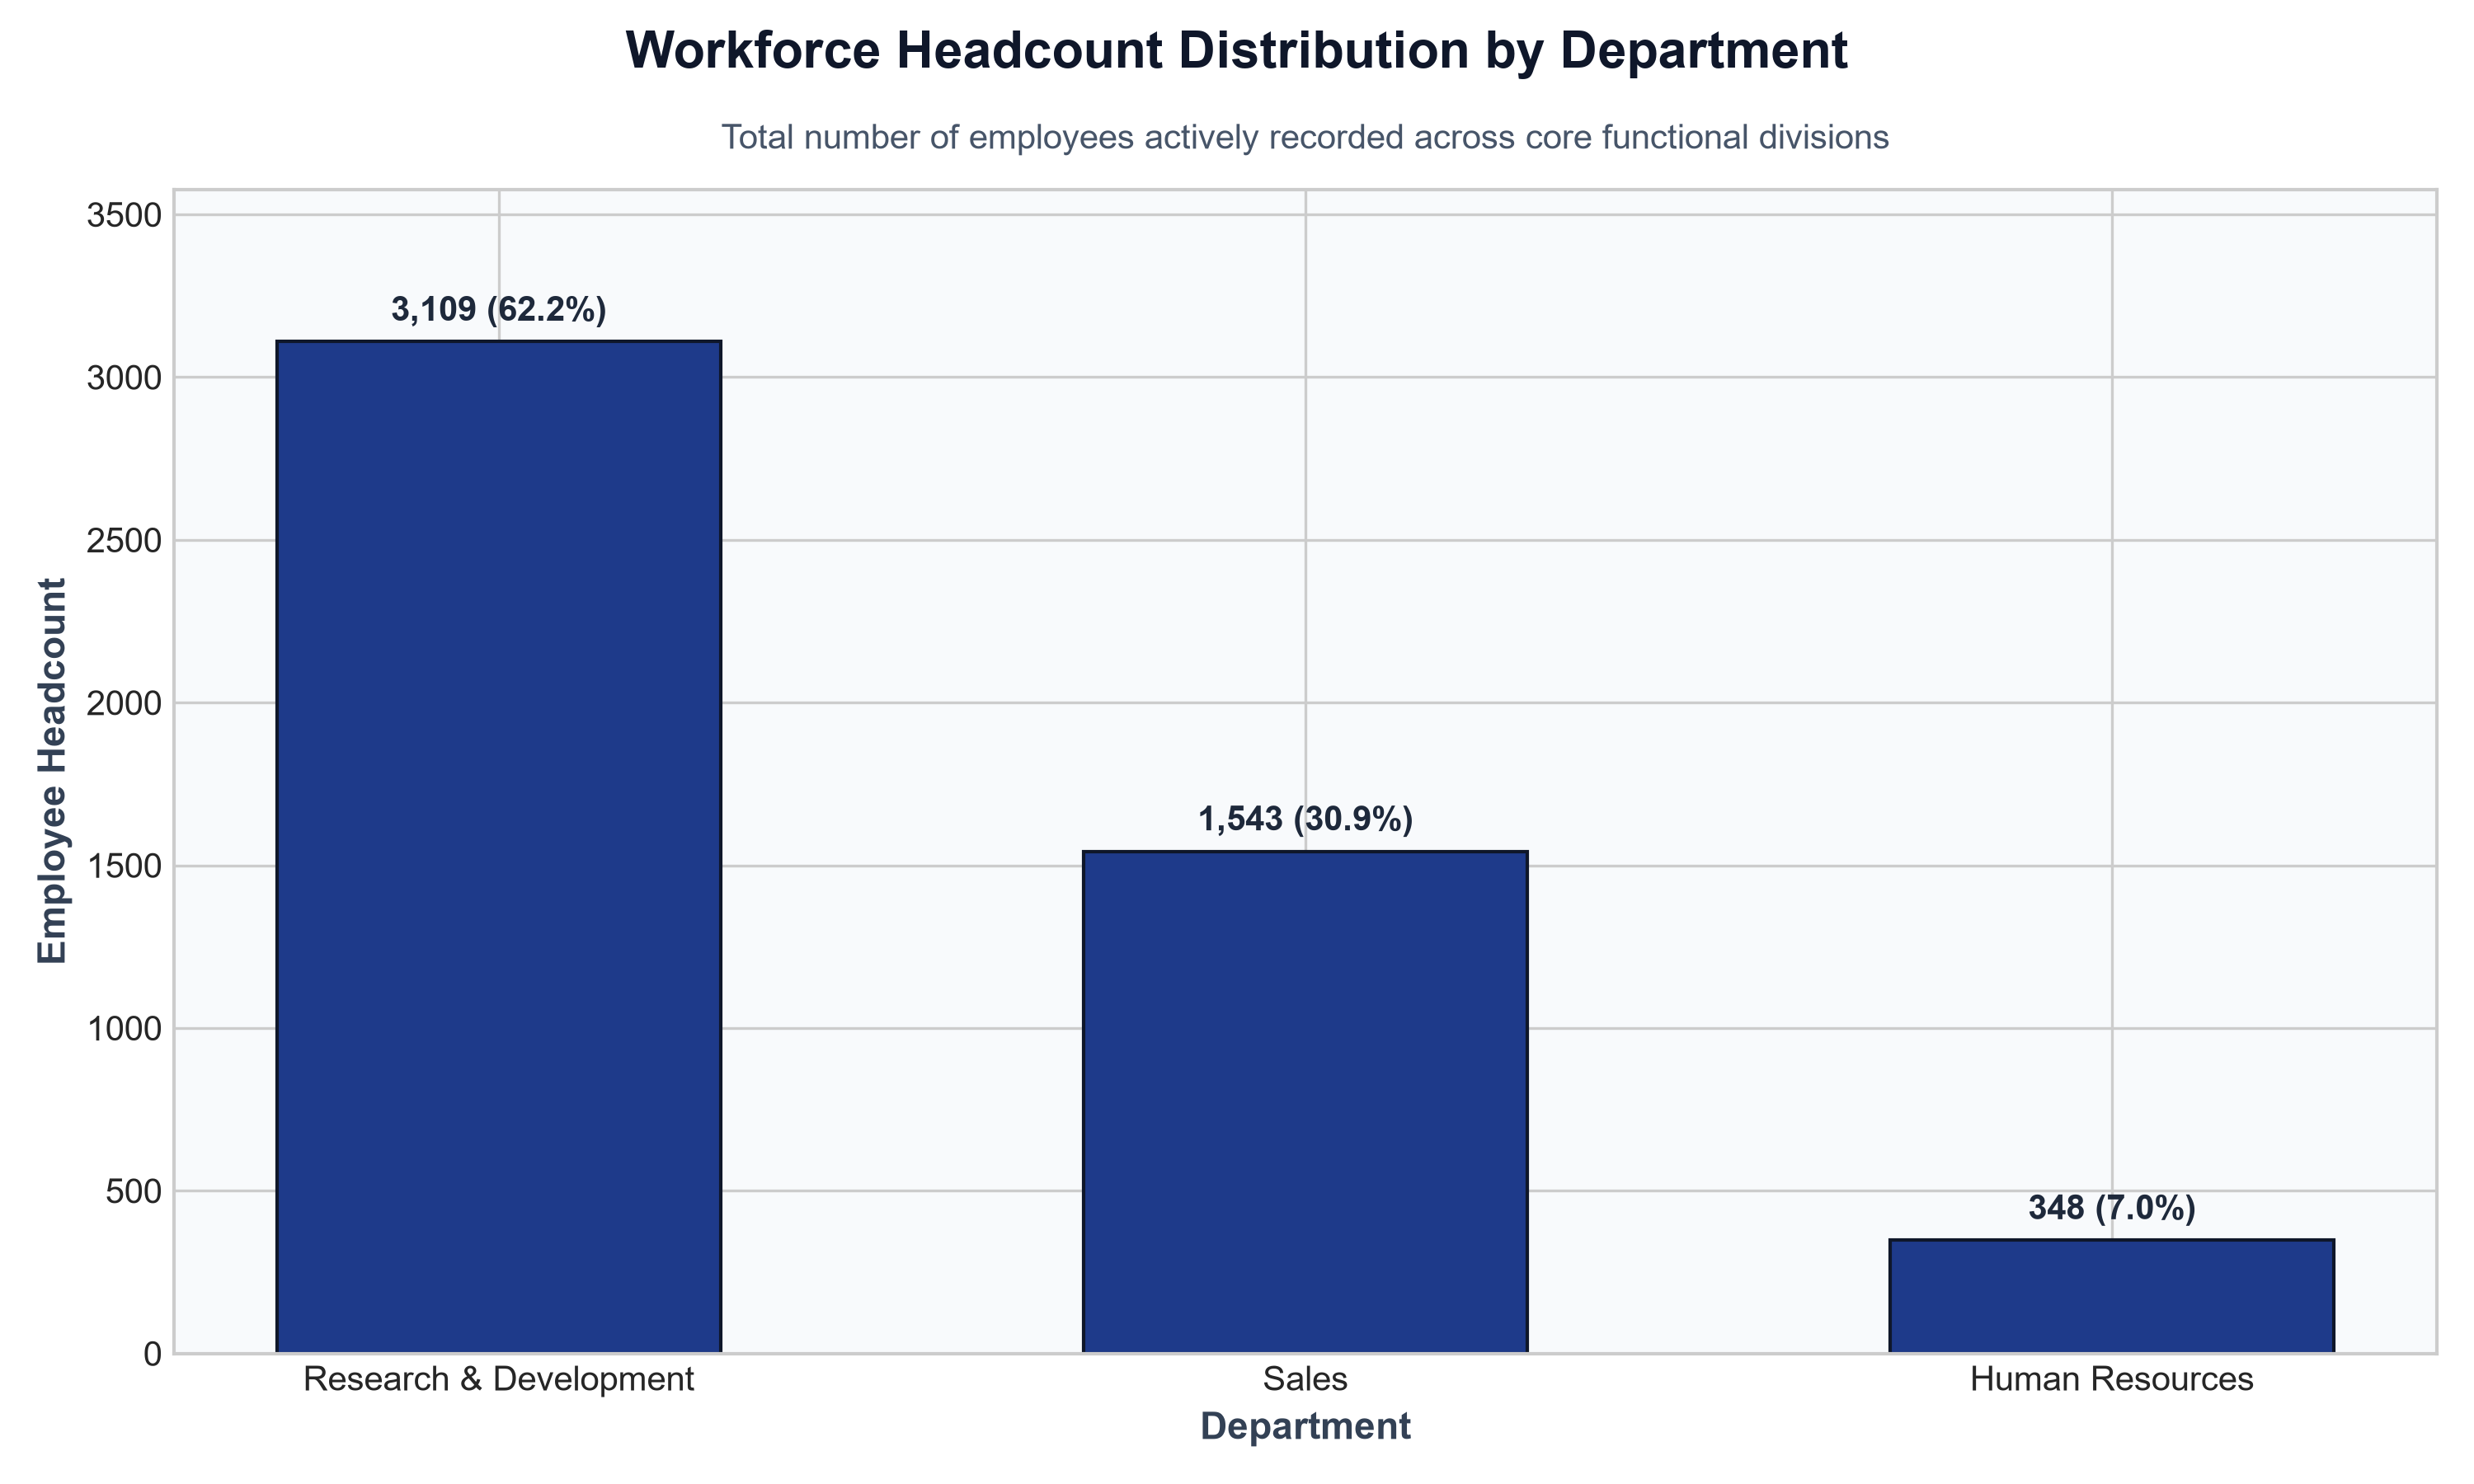 Workforce Headcount Distribution by Department
Total number of employees actively recorded across core functional divisions
3500
3,109 (62.2%)
3000
2500
2000
1,543 (30.9%)
1500
1000
500
348 (7.0%)
0
Employee Headcount
Research & Development
Sales
Human Resources
Department